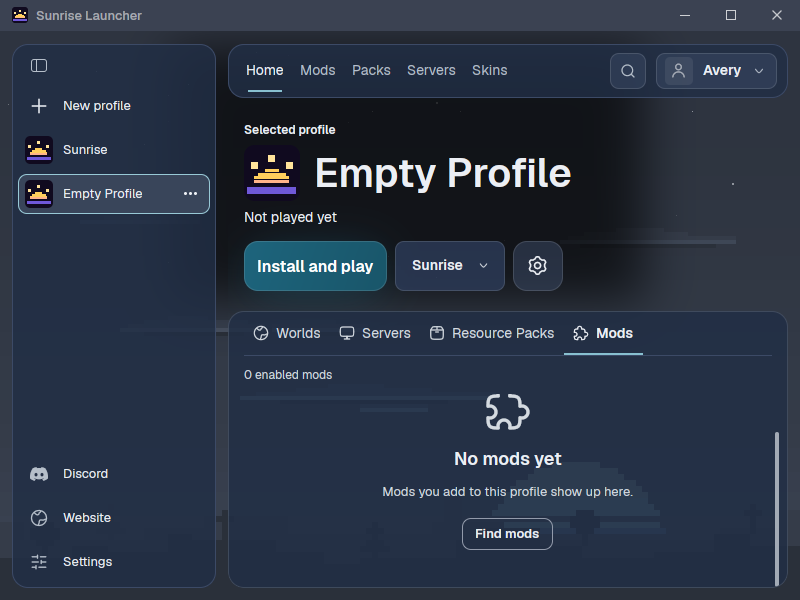 Sunrise Launcher
New profile
Sunrise
Empty Profile
Discord
Website
Settings
Home Mods Packs Servers Skins
Avery
Selected profile
Empty Profile
Not played yet
Install and play
Sunrise
Worlds Servers Resource Packs Mods
0 enabled mods
No mods yet
Mods you add to this profile show up here.
Find mods